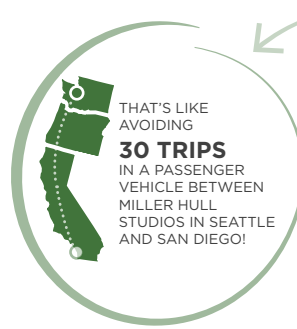 THAT'S LIKE
AVOIDING
30 TRIPS
IN A PASSENGER
VEHICLE BETWEEN
MILLER HULL
STUDIOS IN SEATTLE
AND SAN DIEGO!